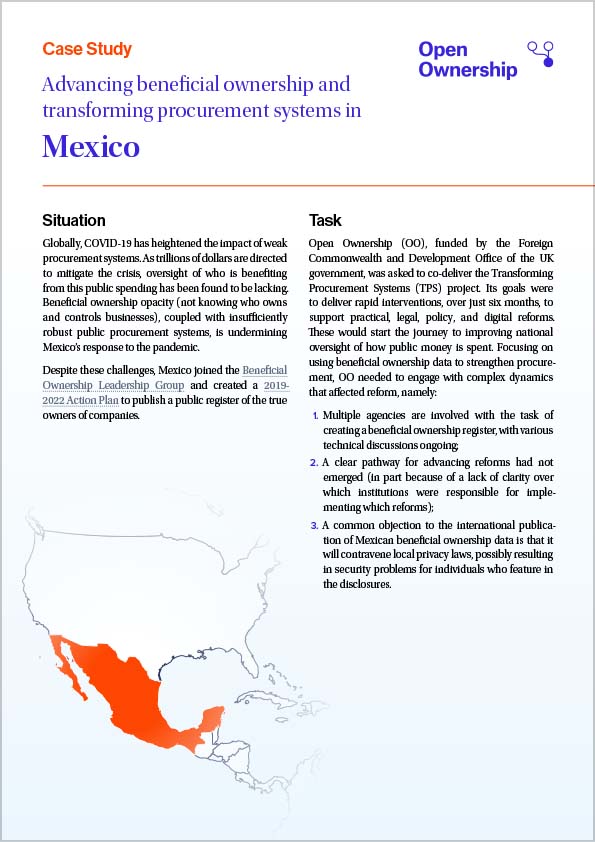 Case Study
Open
Ownership
Advancing beneficial ownership and
transforming procurement systems in
Mexico
Situation
Globally, COVID-19 has heightened the impact of weak
procurement systems. As trillions of dollars are directed
to mitigate the crisis, oversight of who is benefiting
from this public spending has been found to be lacking.
Beneficial ownership opacity (not knowing who owns
and controls businesses), coupled with insufficiently
robust public procurement systems, is undermining
Mexico's response to the pandemic.
Despite these challenges, Mexico joined the Beneficial
Ownership Leadership Group and created a 2019-
2022 Action Plan to publish a public register of the true
owners of companies.
Task
Open Ownership (OO), funded by the Foreign
Commonwealth and Development Office of the UK
government, was asked to co-deliver the Transforming
Procurement Systems (TPS) project. Its goals were
to deliver rapid interventions, over just six months, to
support practical, legal, policy, and digital reforms.
These would start the journey to improving national
oversight of how public money is spent. Focusing on
using beneficial ownership data to strengthen procure-
ment, OO needed to engage with complex dynamics
that affected reform, namely:
1. Multiple agencies are involved with the task of
creating a beneficial ownership register, with various
technical discussions ongoing;
2. A clear pathway for advancing reforms had not
emerged (in part because of a lack of clarity over
which institutions were responsible for imple-
menting which reforms);
3. A common objection to the international publica-
tion of Mexican beneficial ownership data is that it
will contravene local privacy laws, possibly resulting
in security problems for individuals who feature in
the disclosures.